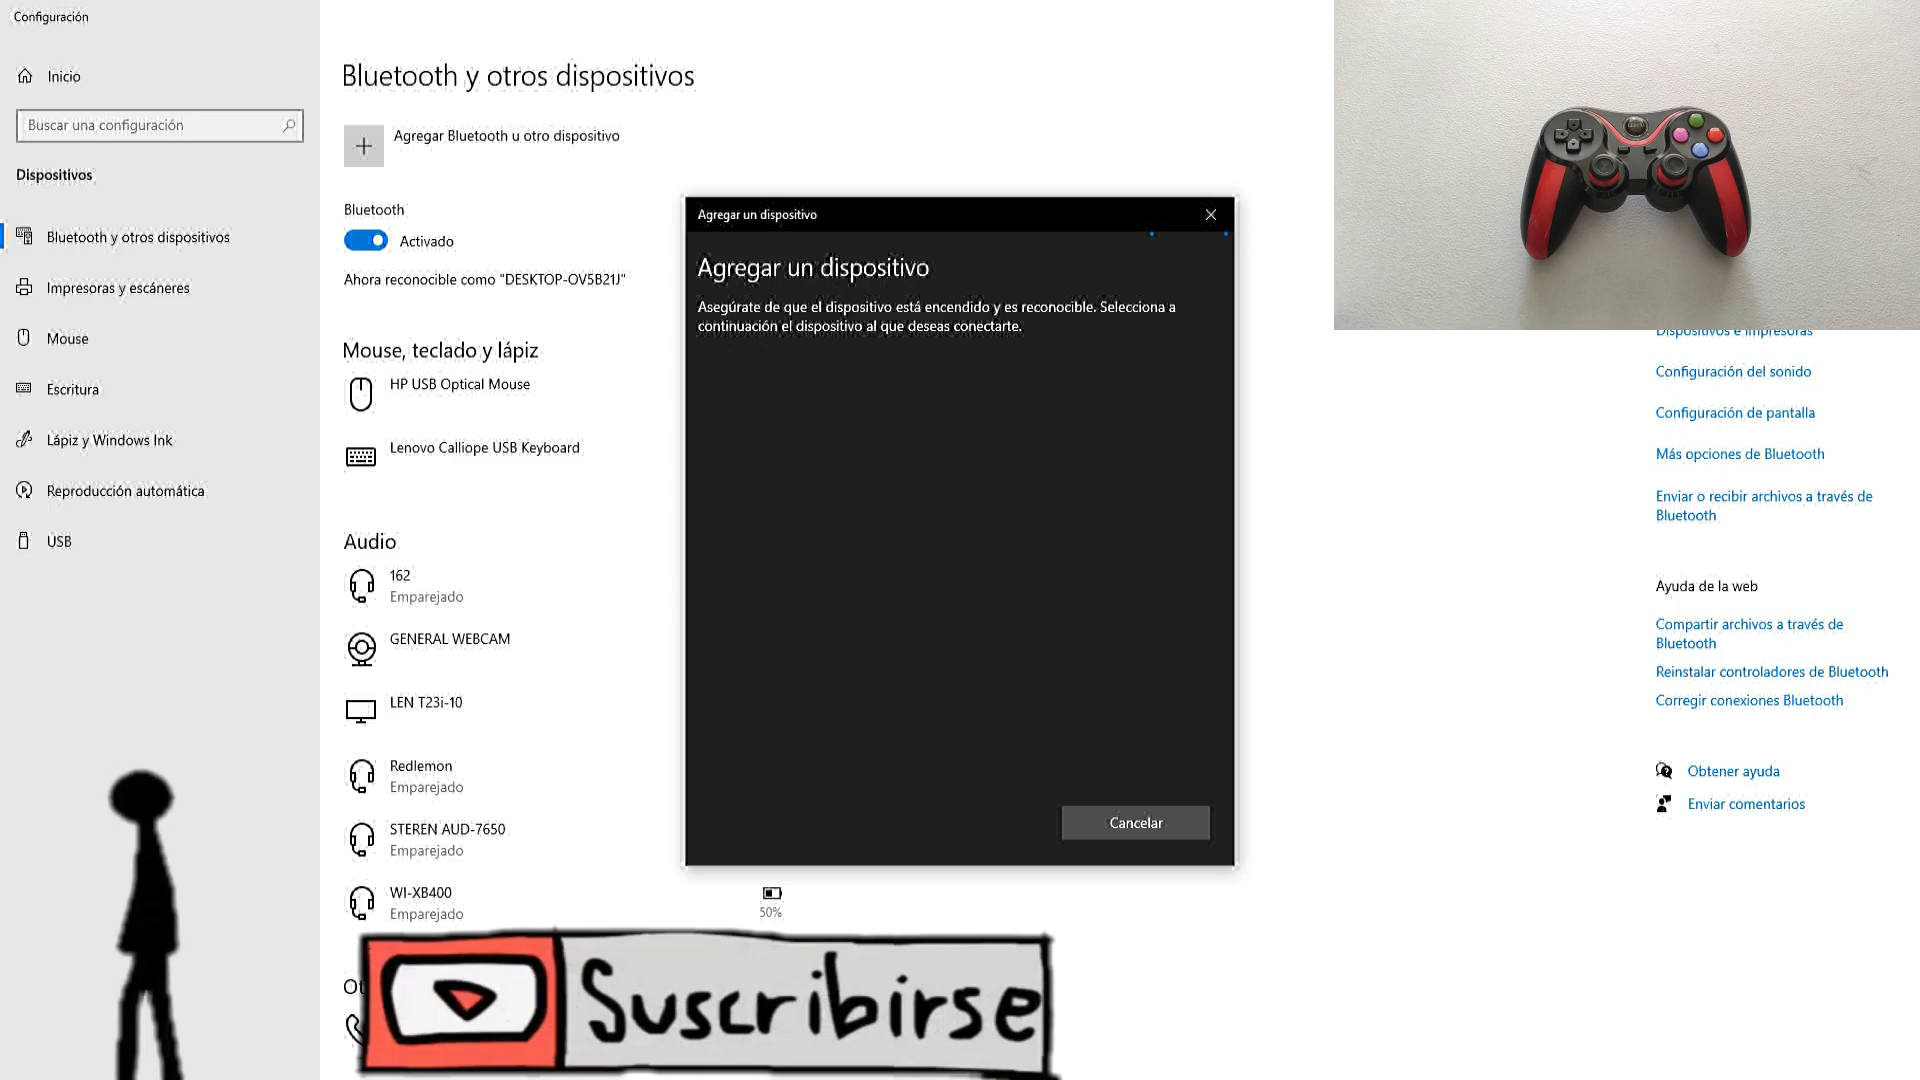 Configuración
Inicio
Buscar una configuración
Dispositivos
Bluetooth y otros dispositivos
Impresoras y escáneres
Mouse
Escritura
Lápiz y Windows Ink
Reproducción automática
USB
Bluetooth y otros dispositivos
Agregar Bluetooth u otro dispositivo
Bluetooth
Activado
Ahora reconocible como "DESKTOP-OV5B21J"
Mouse, teclado y lápiz
HP USB Optical Mouse
Lenovo Calliope USB Keyboard
Audio
162
Emparejado
GENERAL WEBCAM
LEN T23i-10
Redlemon
Emparejado
STEREN AUD-7650
Emparejado
WI-XB400
Emparejado
50%
Ot
Suscribirse
Agregar un dispositivo
Agregar un dispositivo
Asegúrate de que el dispositivo está encendido y es reconocible. Selecciona a
continuación el dispositivo al que deseas conectarte.
Cancelar
Dispositivos e impresoras
Configuración del sonido
Configuración de pantalla
Más opciones de Bluetooth
Enviar o recibir archivos a través de
Bluetooth
Ayuda de la web
Compartir archivos a través de
Bluetooth
Reinstalar controladores de Bluetooth
Corregir conexiones Bluetooth
Obtener ayuda
Enviar comentarios